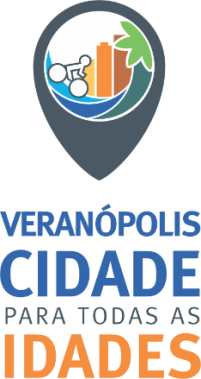 VERANÓPOLIS
CIDADE
PARA TODAS AS
IDADES